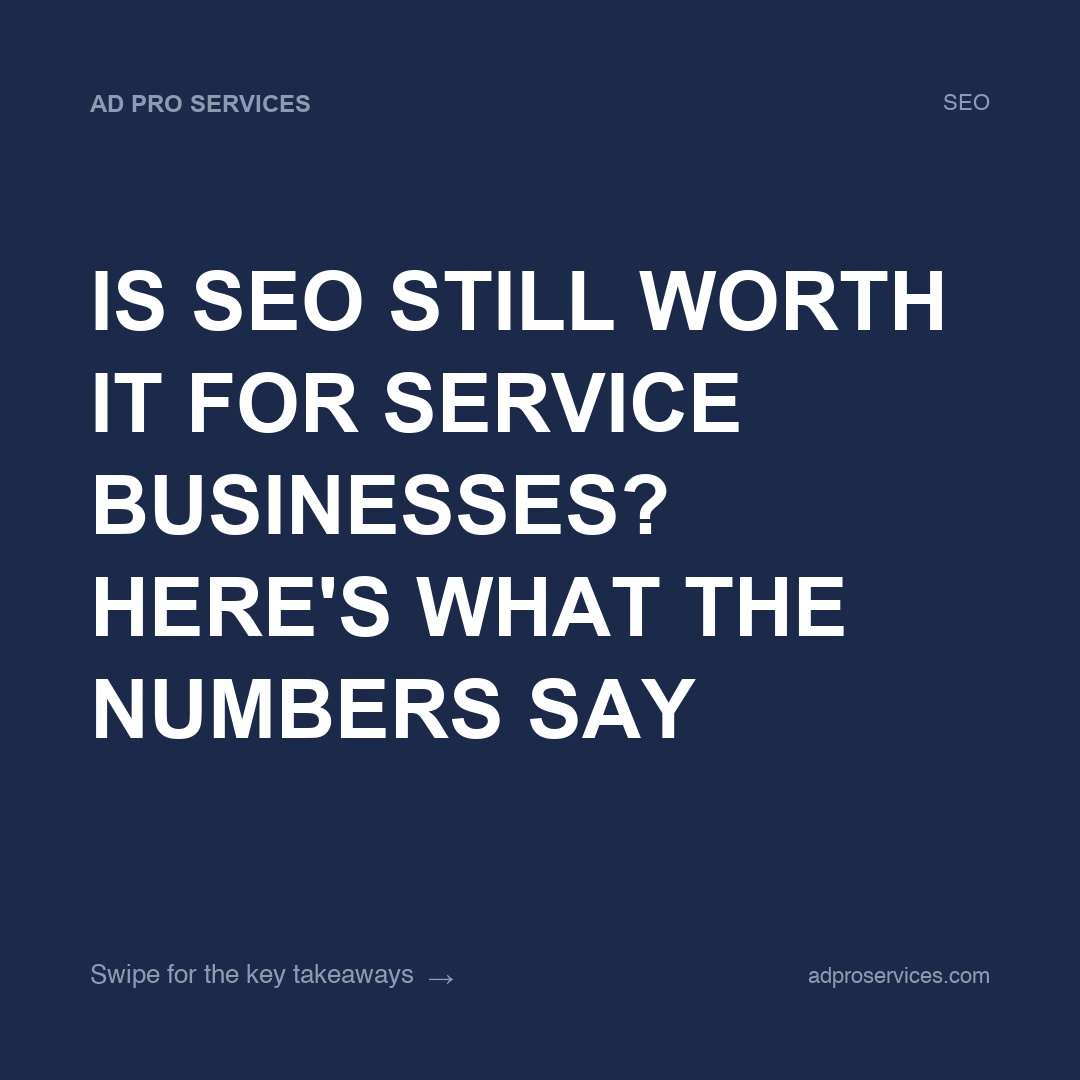 AD PRO SERVICES
SEO
IS SEO STILL WORTH
IT FOR SERVICE
BUSINESSES?
HERE'S WHAT THE
NUMBERS SAY
Swipe for the key takeaways →
adproservices.com